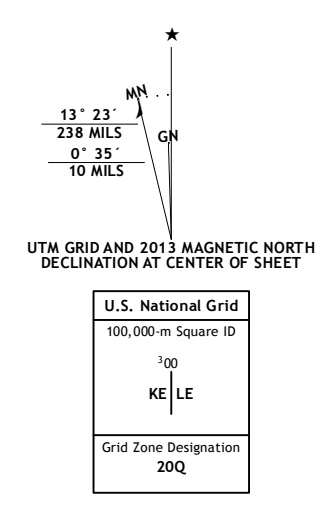 ★
MN
GN
13° 23´
238 MILS
0° 35´
10 MILS
UTM GRID AND 2013 MAGNETIC NORTH
DECLINATION AT CENTER OF SHEET
U.S. National Grid
100,000-m Square ID
³00
KE LE
Grid Zone Designation
20Q